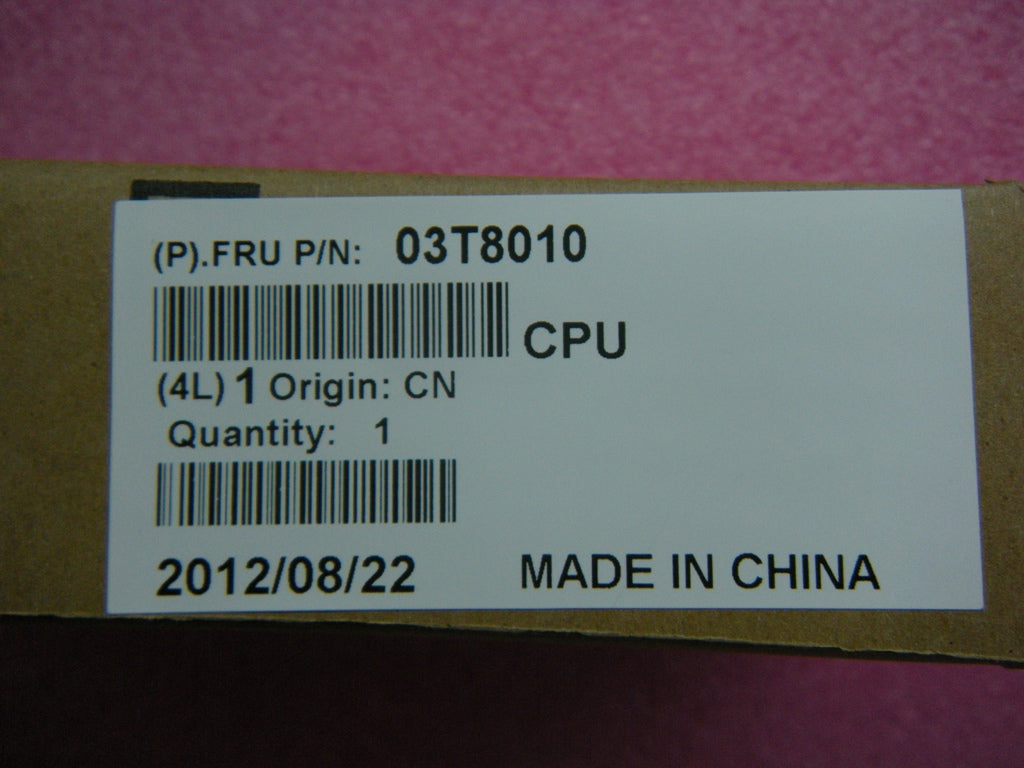 (P).FRU P/N: 03T8010
CPU
(4L) 1 Origin: CN
Quantity: 1
2012/08/22 MADE IN CHINA